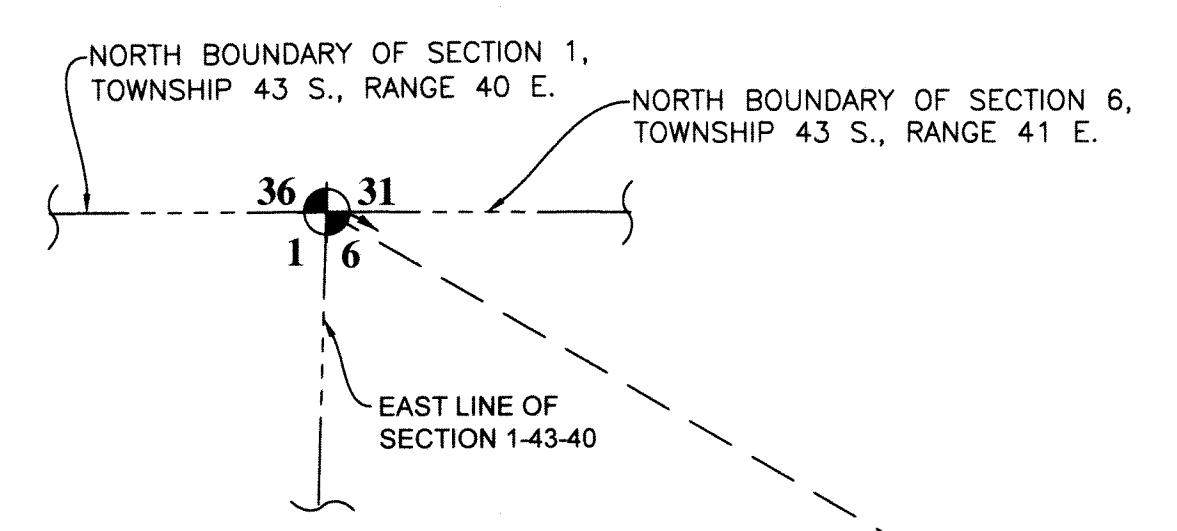 NORTH BOUNDARY OF SECTION 1,
TOWNSHIP 43 S., RANGE 40 E.
NORTH BOUNDARY OF SECTION 6,
TOWNSHIP 43 S., RANGE 41 E.
36 31
1 6
EAST LINE OF
SECTION 1-43-40